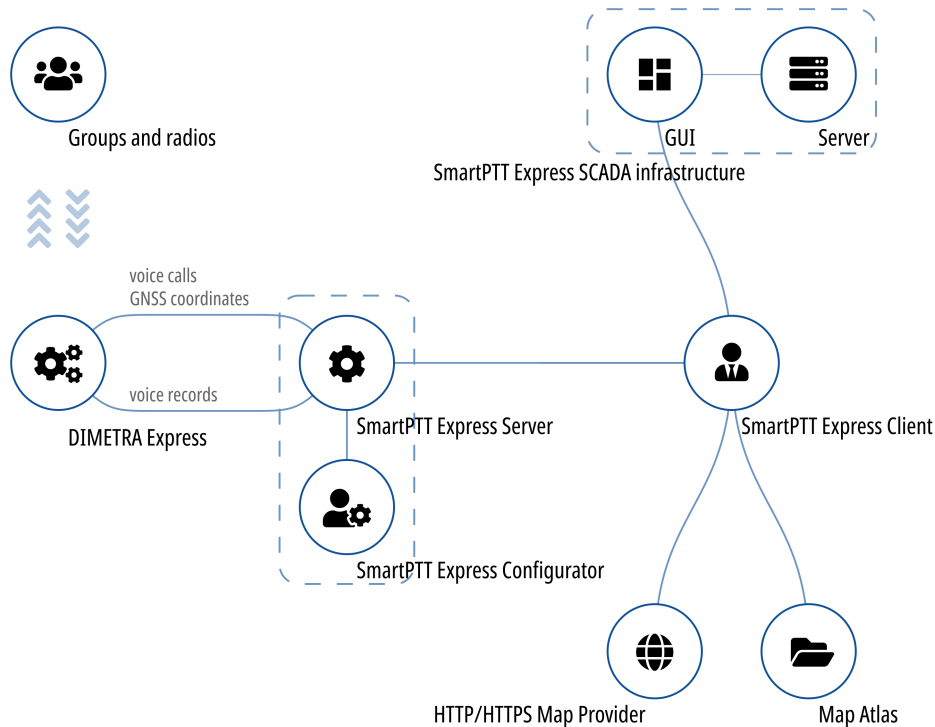 Groups and radios
GUI
Server
SmartPTT Express SCADA infrastructure
voice calls
GNSS coordinates
voice records
DIMETRA Express
SmartPTT Express Server
SmartPTT Express Client
SmartPTT Express Configurator
HTTP/HTTPS Map Provider
Map Atlas